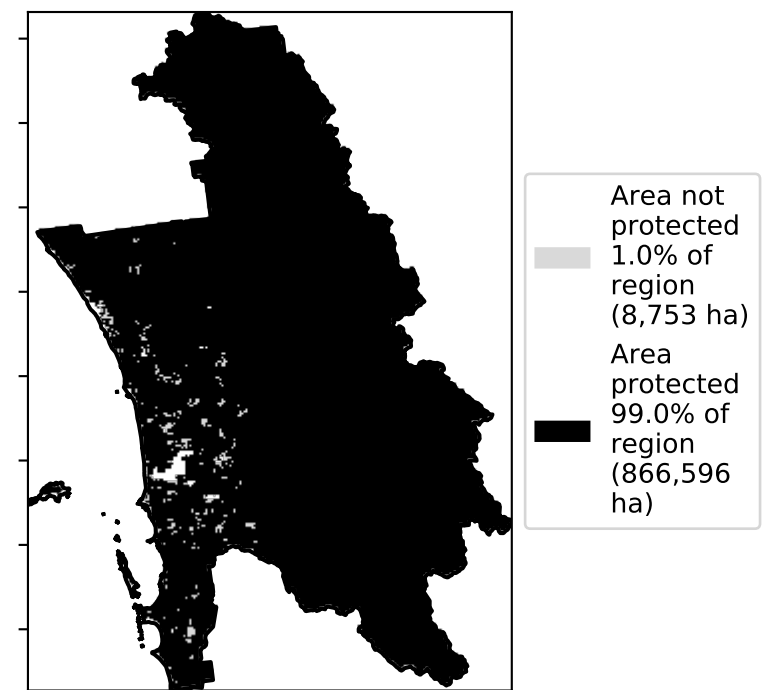 Area not
protected
1.0% of
region
(8,753 ha)
Area
protected
99.0% of
region
(866,596
ha)